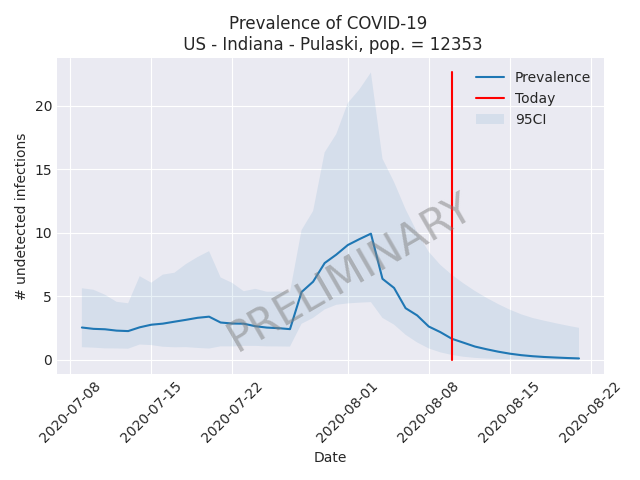 Prevalence of COVID-19
US - Indiana - Pulaski, pop. = 12353
Prevalence
Today
95CI
# undetected infections
20
15
10
5
0
PRELIMINARY
2020-07-08
2020-07-15
2020-07-22
2020-08-01
2020-08-08
2020-08-15
2020-08-22
Date